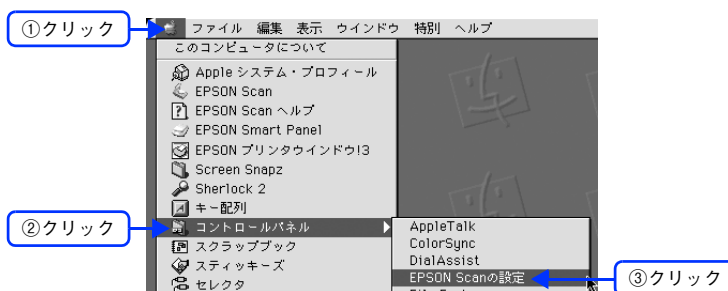 ①クリック
ファイル 編集 表示 ウインドウ 特別 ヘルプ
このコンピュータについて
Apple システム・プロフィール
EPSON Scan
EPSON Scan ヘルプ
EPSON Smart Panel
EPSON プリンタウインドウ!3
Screen Snapz
Sherlock 2
キー配列
②クリック
コントロールパネル
スクラップブック
スティッキーズ
セレクタ
AppleTalk
ColorSync
DialAssist
EPSON Scanの設定
③クリック